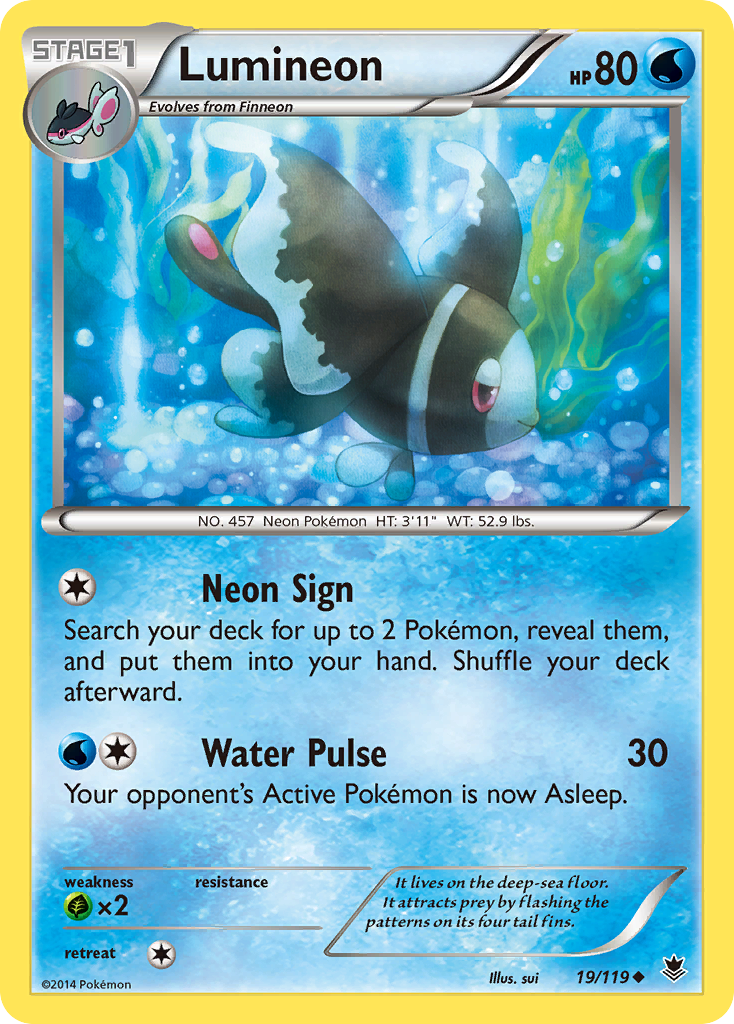 STAGE1
Lumineon
HP80
Evolves from Finneon
NO. 457 Neon Pokémon HT: 3'11" WT: 52.9 lbs.
Neon Sign
Search your deck for up to 2 Pokémon, reveal them,
and put them into your hand. Shuffle your deck
afterward.
Water Pulse 30
Your opponent's Active Pokémon is now Asleep.
weakness resistance
×2
It lives on the deep-sea floor.
It attracts prey by flashing the
patterns on its four tail fins.
retreat
©2014 Pokémon
Illus. sui 19/119